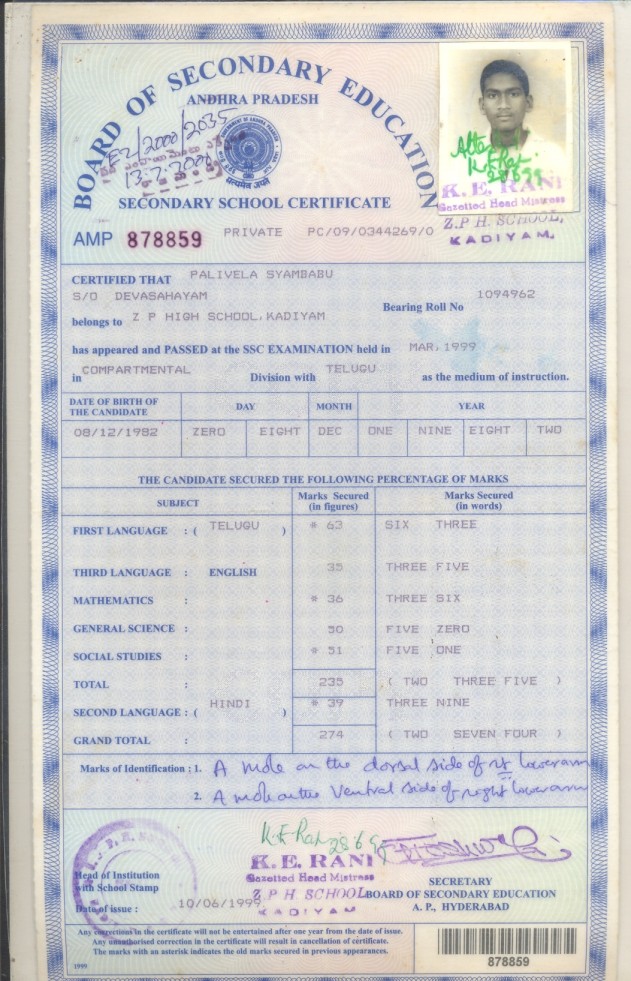 BOARD OF SECONDARY EDUCATION
ANDHRA PRADESH
E2/2000/2035
13.7.2000
सत्यमेव जयते
SECONDARY SCHOOL CERTIFICATE
Attested
K E Rani
28 6 99
K. E. RANI
Gazetted Head Mistress
Z.P H. SCHOOL,
KADIYAM.
AMP 878859 PRIVATE PC/09/0344269/0
CERTIFIED THAT PALIVELA SYAMBABU
S/O DEVASAHAYAM
Bearing Roll No 1094962
belongs to Z P HIGH SCHOOL,KADIYAM
has appeared and PASSED at the SSC EXAMINATION held in MAR,1999
in COMPARTMENTAL Division with TELUGU as the medium of instruction.
DATE OF BIRTH OF THE CANDIDATE DAY MONTH YEAR
08/12/1982 ZERO EIGHT DEC ONE NINE EIGHT TWO
THE CANDIDATE SECURED THE FOLLOWING PERCENTAGE OF MARKS
SUBJECT Marks Secured (in figures) Marks Secured (in words)
FIRST LANGUAGE : ( TELUGU ) * 63 SIX THREE
THIRD LANGUAGE : ENGLISH 35 THREE FIVE
MATHEMATICS : * 36 THREE SIX
GENERAL SCIENCE : 50 FIVE ZERO
SOCIAL STUDIES : * 51 FIVE ONE
TOTAL : 235 ( TWO THREE FIVE )
SECOND LANGUAGE : ( HINDI ) * 39 THREE NINE
GRAND TOTAL : 274 ( TWO SEVEN FOUR )
Marks of Identification : 1. A mole on the dorsal side of rt lowerarm
2. A mole on the Ventral side of right lowerarm
K E Rani 28 6 99
K. E. RANI
Gazetted Head Mistress
Z.P H. SCHOOL
KADIYAM
Head of Institution
with School Stamp
SECRETARY
BOARD OF SECONDARY EDUCATION
A. P., HYDERABAD
Date of issue : 10/06/1999
Any corrections in the certificate will not be entertained after one year from the date of issue.
Any unauthorised correction in the certificate will result in cancellation of certificate.
The marks with an asterisk indicates the old marks secured in previous appearances.
1999
878859